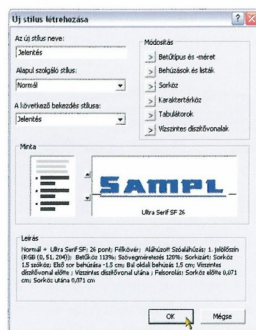 Új stílus létrehozása
Az új stílus neve:
Jelentés
Alapul szolgáló stílus:
Normál
A következő bekezdés stílusa:
Jelentés
Módosítás
Betűtípus és -méret
Behúzások és listák
Sorköz
Karaktertérköz
Tabulátorok
Vízszintes díszítővonalak
Minta
SAMPL
Ultra Serif SF 26
Leírás
Normál + Ultra Serif SF; 26 pont; Félkövér; Aláhúzott Szóaláhúzás; 1. jelölőszín
(RGB (0, 51, 204)); Betűköz 113%; Szövegméretezés 120%; Sorkizárt; Sorköz
1.5 szóköz; Első sor behúzása -1.5 cm; Bal oldali behúzás 1.5 cm; Vízszintes
díszítővonal előtte ; Vízszintes díszítővonal utána ; Felsorolás; Sorköz előtte 0,071
cm; Sorköz utána 0,071 cm
OK
Mégse